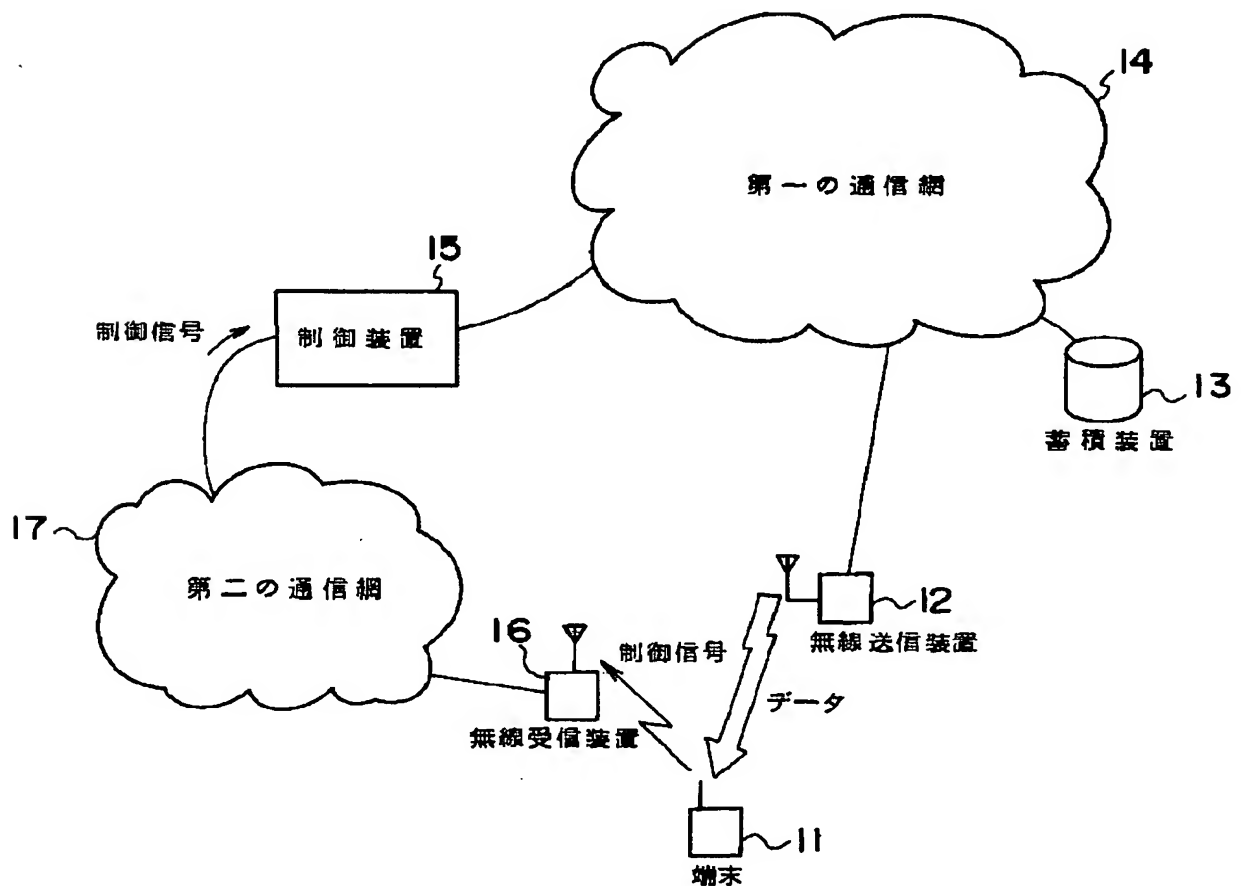 14
第一の通信網
15
制御信号
制御装置
13
蓄積装置
17
第二の通信網
12
16
制御信号
無線送信装置
データ
無線受信装置
11
端末